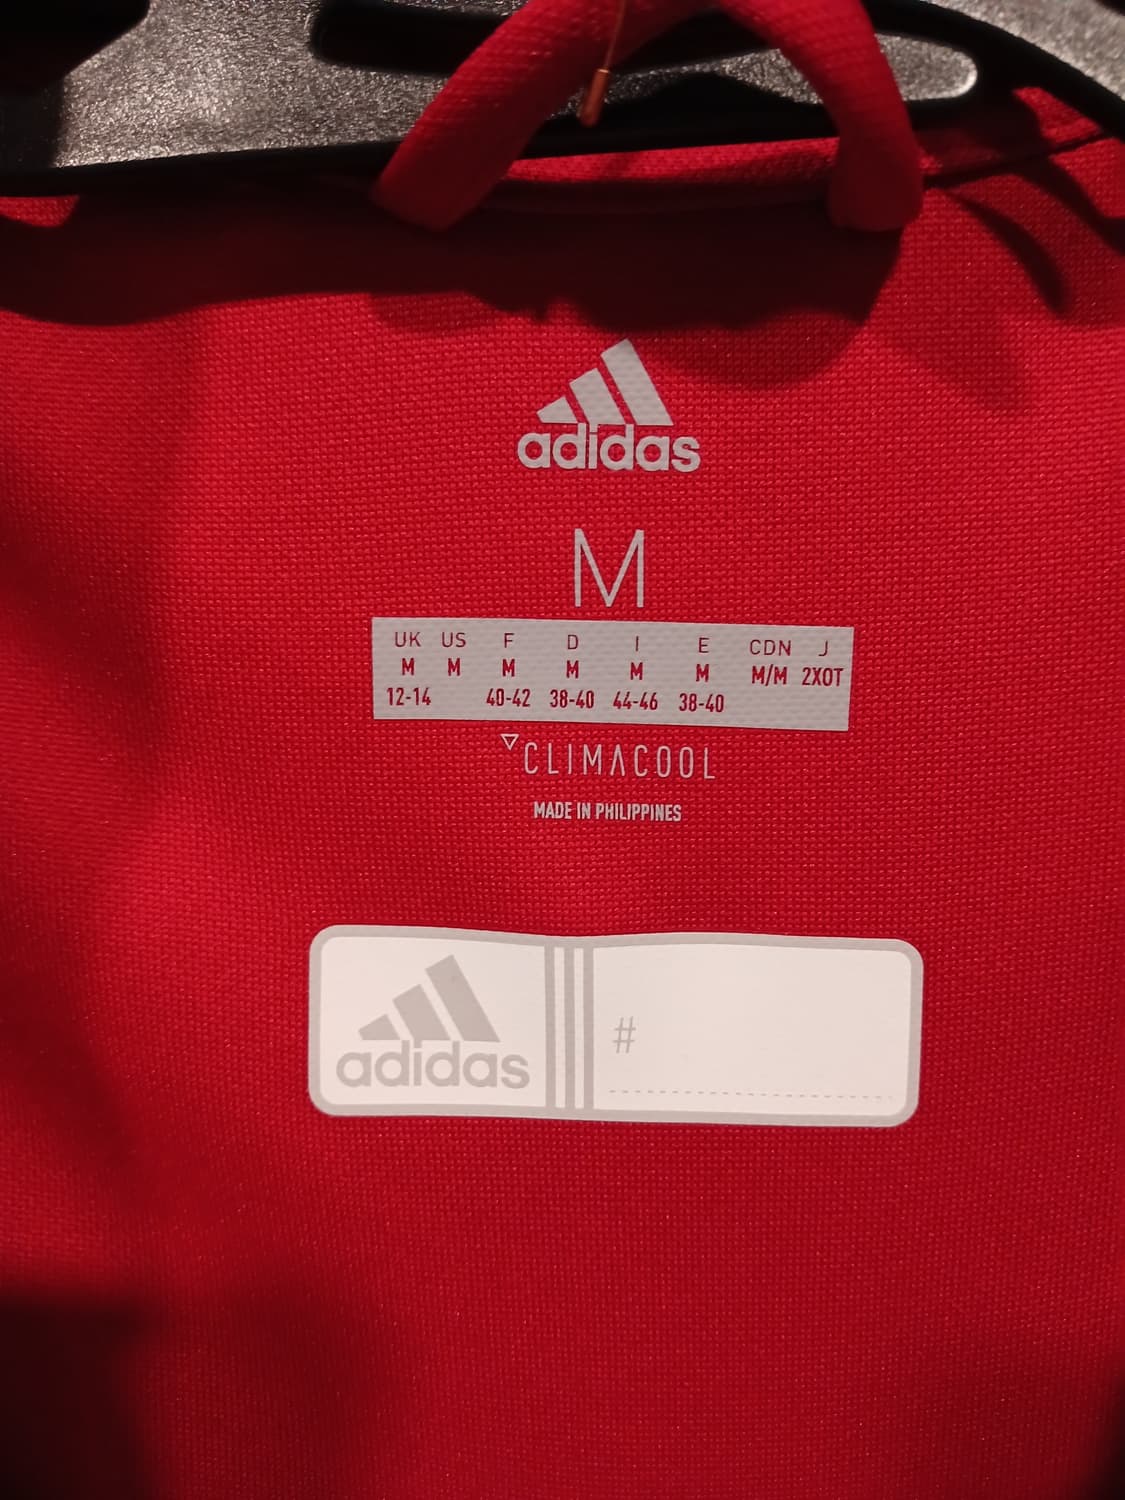 adidas
M
UK US F D I E CDN J
M M M M M M M/M 2XOT
12-14 40-42 38-40 44-46 38-40
CLIMACOOL
MADE IN PHILIPPINES
adidas #